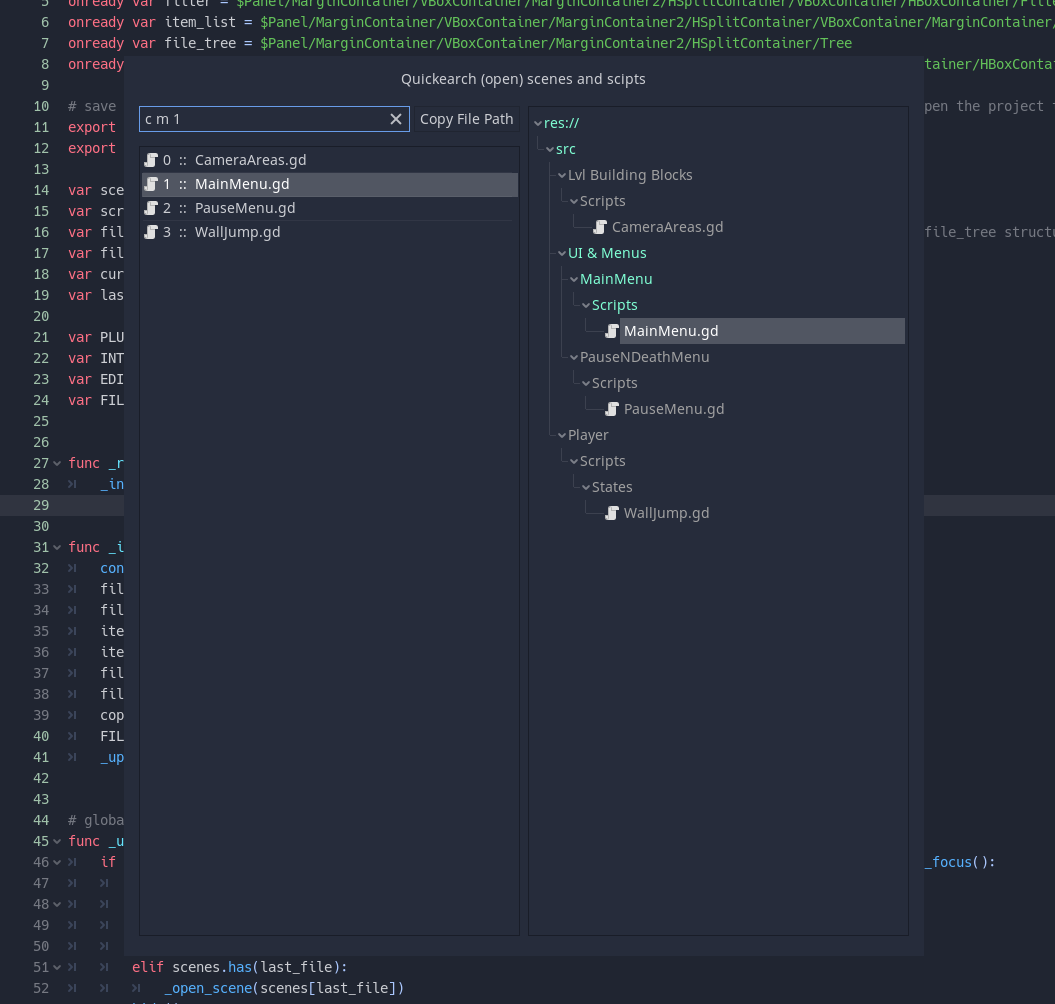 5 onready var filter = $Panel/MarginContainer/VBoxContainer/MarginContainer2/HSplitContainer/VBoxContainer/HBoxContainer/Filte
6 onready var item_list = $Panel/MarginContainer/VBoxContainer/MarginContainer2/HSplitContainer/VBoxContainer/MarginContainer/
7 onready var file_tree = $Panel/MarginContainer/VBoxContainer/MarginContainer2/HSplitContainer/Tree
8 onready tainer/HBoxConta
Quickearch (open) scenes and scipts
9
10 # save pen the project
11 export
12 export
c m 1 Copy File Path
0 :: CameraAreas.gd
1 :: MainMenu.gd
2 :: PauseMenu.gd
3 :: WallJump.gd
res://
src
Lvl Building Blocks
Scripts
CameraAreas.gd
UI & Menus
MainMenu
Scripts
MainMenu.gd
PauseNDeathMenu
Scripts
PauseMenu.gd
Player
Scripts
States
WallJump.gd
13
14 var sce
15 var scr
16 var fil file_tree structu
17 var fil
18 var cur
19 var las
20
21 var PLU
22 var INT
23 var EDI
24 var FIL
25
26
27 func _r
28 _in
29
30
31 func _i
32 con
33 fil
34 fil
35 ite
36 ite
37 fil
38 fil
39 cop
40 FIL
41 _up
42
43
44 # globa
45 func _u
46 if _focus():
47
48
49
50
51 elif scenes.has(last_file):
52 _open_scene(scenes[last_file])